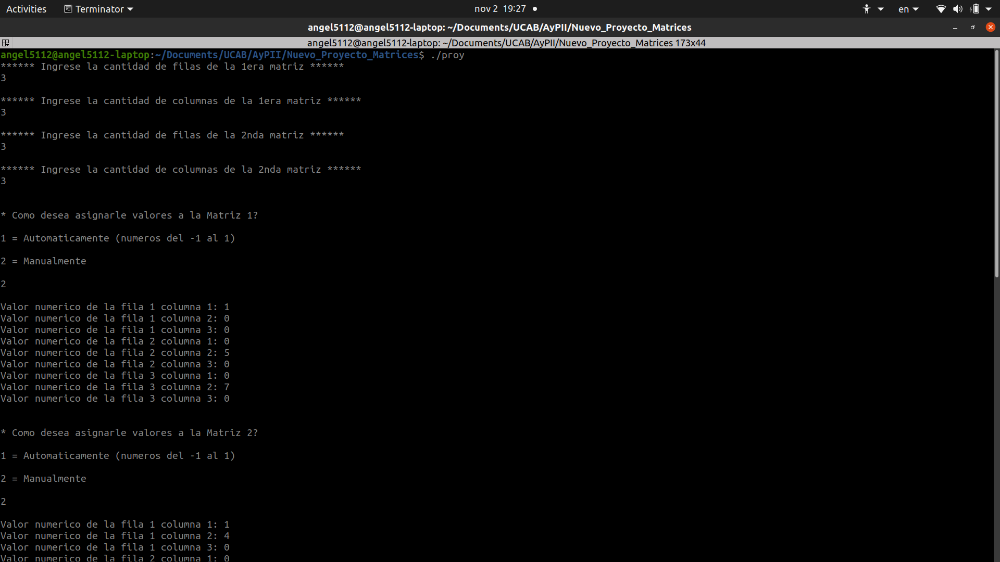 Activities Terminator nov 2 19:27 en
angel5112@angel5112-laptop: ~/Documents/UCAB/AyPII/Nuevo_Proyecto_Matrices
angel5112@angel5112-laptop: ~/Documents/UCAB/AyPII/Nuevo_Proyecto_Matrices 173x44
angel5112@angel5112-laptop:~/Documents/UCAB/AyPII/Nuevo_Proyecto_Matrices$ ./proy
****** Ingrese la cantidad de filas de la 1era matriz ******
3
****** Ingrese la cantidad de columnas de la 1era matriz ******
3
****** Ingrese la cantidad de filas de la 2nda matriz ******
3
****** Ingrese la cantidad de columnas de la 2nda matriz ******
3
* Como desea asignarle valores a la Matriz 1?
1 = Automaticamente (numeros del -1 al 1)
2 = Manualmente
2
Valor numerico de la fila 1 columna 1: 1
Valor numerico de la fila 1 columna 2: 0
Valor numerico de la fila 1 columna 3: 0
Valor numerico de la fila 2 columna 1: 0
Valor numerico de la fila 2 columna 2: 5
Valor numerico de la fila 2 columna 3: 0
Valor numerico de la fila 3 columna 1: 0
Valor numerico de la fila 3 columna 2: 7
Valor numerico de la fila 3 columna 3: 0
* Como desea asignarle valores a la Matriz 2?
1 = Automaticamente (numeros del -1 al 1)
2 = Manualmente
2
Valor numerico de la fila 1 columna 1: 1
Valor numerico de la fila 1 columna 2: 4
Valor numerico de la fila 1 columna 3: 0
Valor numerico de la fila 2 columna 1: 0